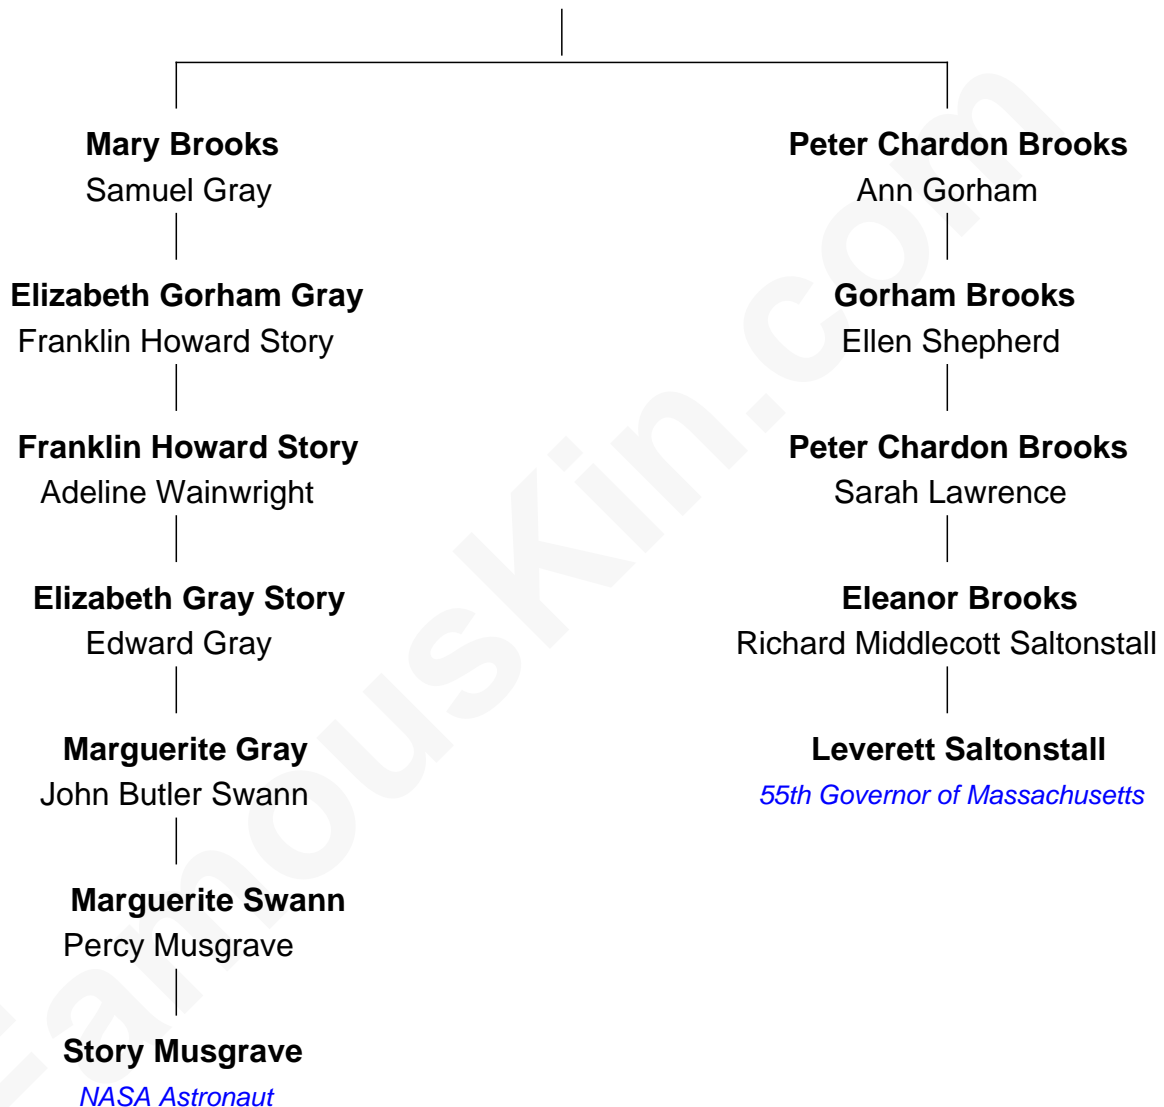 Mary Brooks
Samuel Gray
Elizabeth Gorham Gray
Franklin Howard Story
Franklin Howard Story
Adeline Wainwright
Elizabeth Gray Story
Edward Gray
Marguerite Gray
John Butler Swann
Marguerite Swann
Percy Musgrave
Story Musgrave
NASA Astronaut
Peter Chardon Brooks
Ann Gorham
Gorham Brooks
Ellen Shepherd
Peter Chardon Brooks
Sarah Lawrence
Eleanor Brooks
Richard Middlecott Saltonstall
Leverett Saltonstall
55th Governor of Massachusetts
FamousKin.com